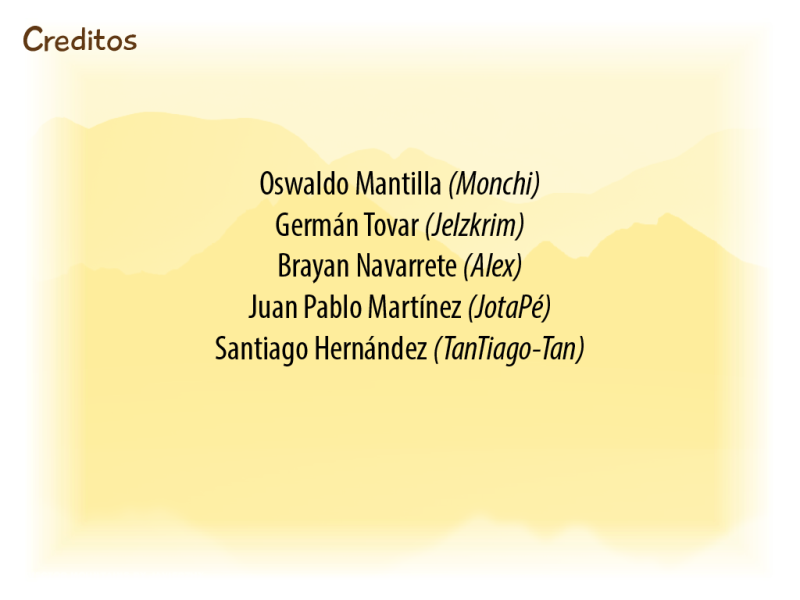 Creditos
Oswaldo Mantilla (Monchi)
Germán Tovar (Jelzkrim)
Brayan Navarrete (Alex)
Juan Pablo Martínez (JotaPé)
Santiago Hernández (TanTiago-Tan)